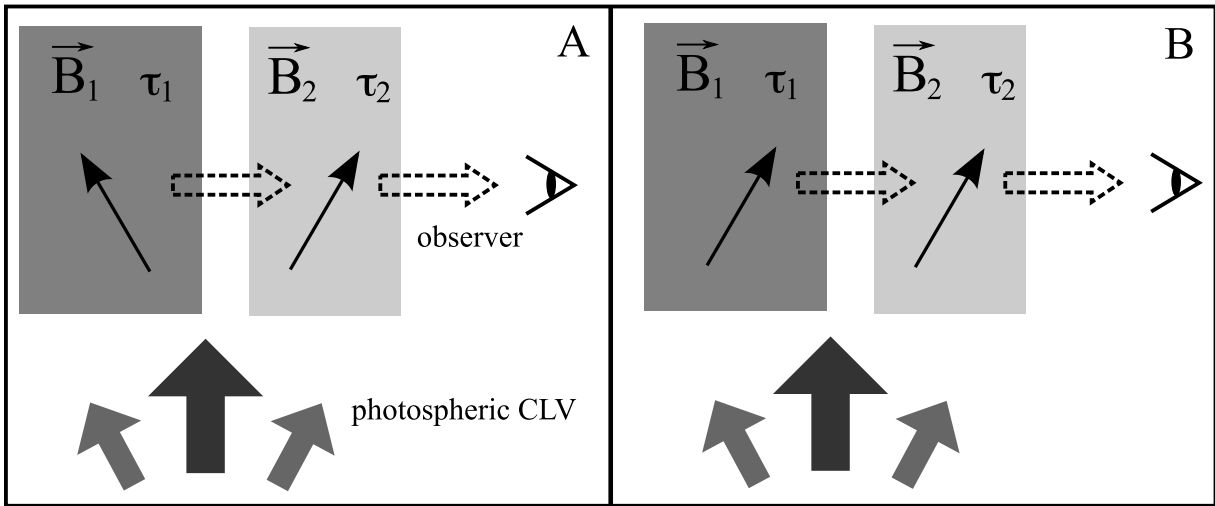 A
B⃗₁ τ₁ B⃗₂ τ₂
observer
photospheric CLV
B
B⃗₁ τ₁ B⃗₂ τ₂